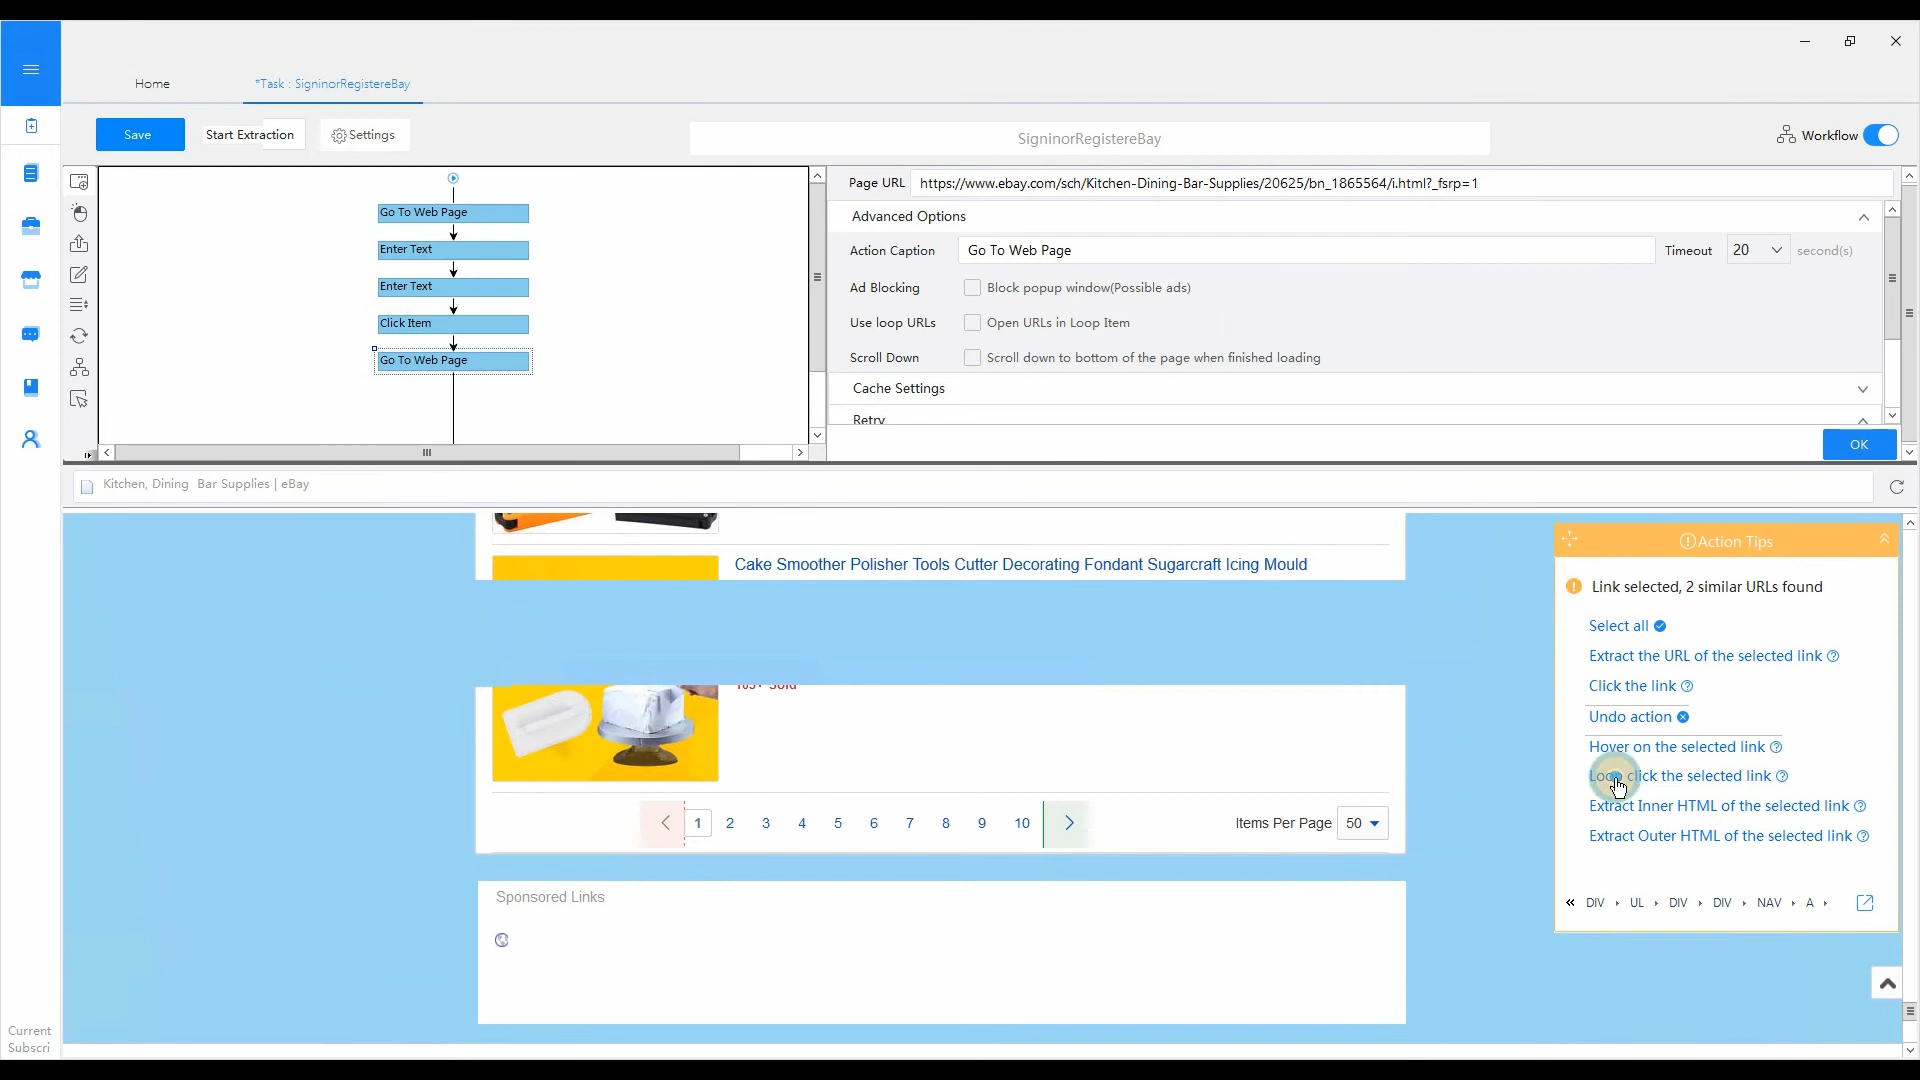 Home
*Task : SigninorRegistereBay
Save
Start Extraction
Settings
SigninorRegistereBay
Workflow
Go To Web Page
Enter Text
Enter Text
Click Item
Go To Web Page
Page URL
https://www.ebay.com/sch/Kitchen-Dining-Bar-Supplies/20625/bn_1865564/i.html?_fsrp=1
Advanced Options
Action Caption
Go To Web Page
Timeout
20
second(s)
Ad Blocking
Block popup window(Possible ads)
Use loop URLs
Open URLs in Loop Item
Scroll Down
Scroll down to bottom of the page when finished loading
Cache Settings
Retry
OK
Kitchen, Dining Bar Supplies | eBay
Cake Smoother Polisher Tools Cutter Decorating Fondant Sugarcraft Icing Mould
Sold
1 2 3 4 5 6 7 8 9 10
Items Per Page 50
Sponsored Links
Action Tips
Link selected, 2 similar URLs found
Select all
Extract the URL of the selected link
Click the link
Undo action
Hover on the selected link
Loop click the selected link
Extract Inner HTML of the selected link
Extract Outer HTML of the selected link
« DIV UL DIV DIV NAV A
Current
Subscri